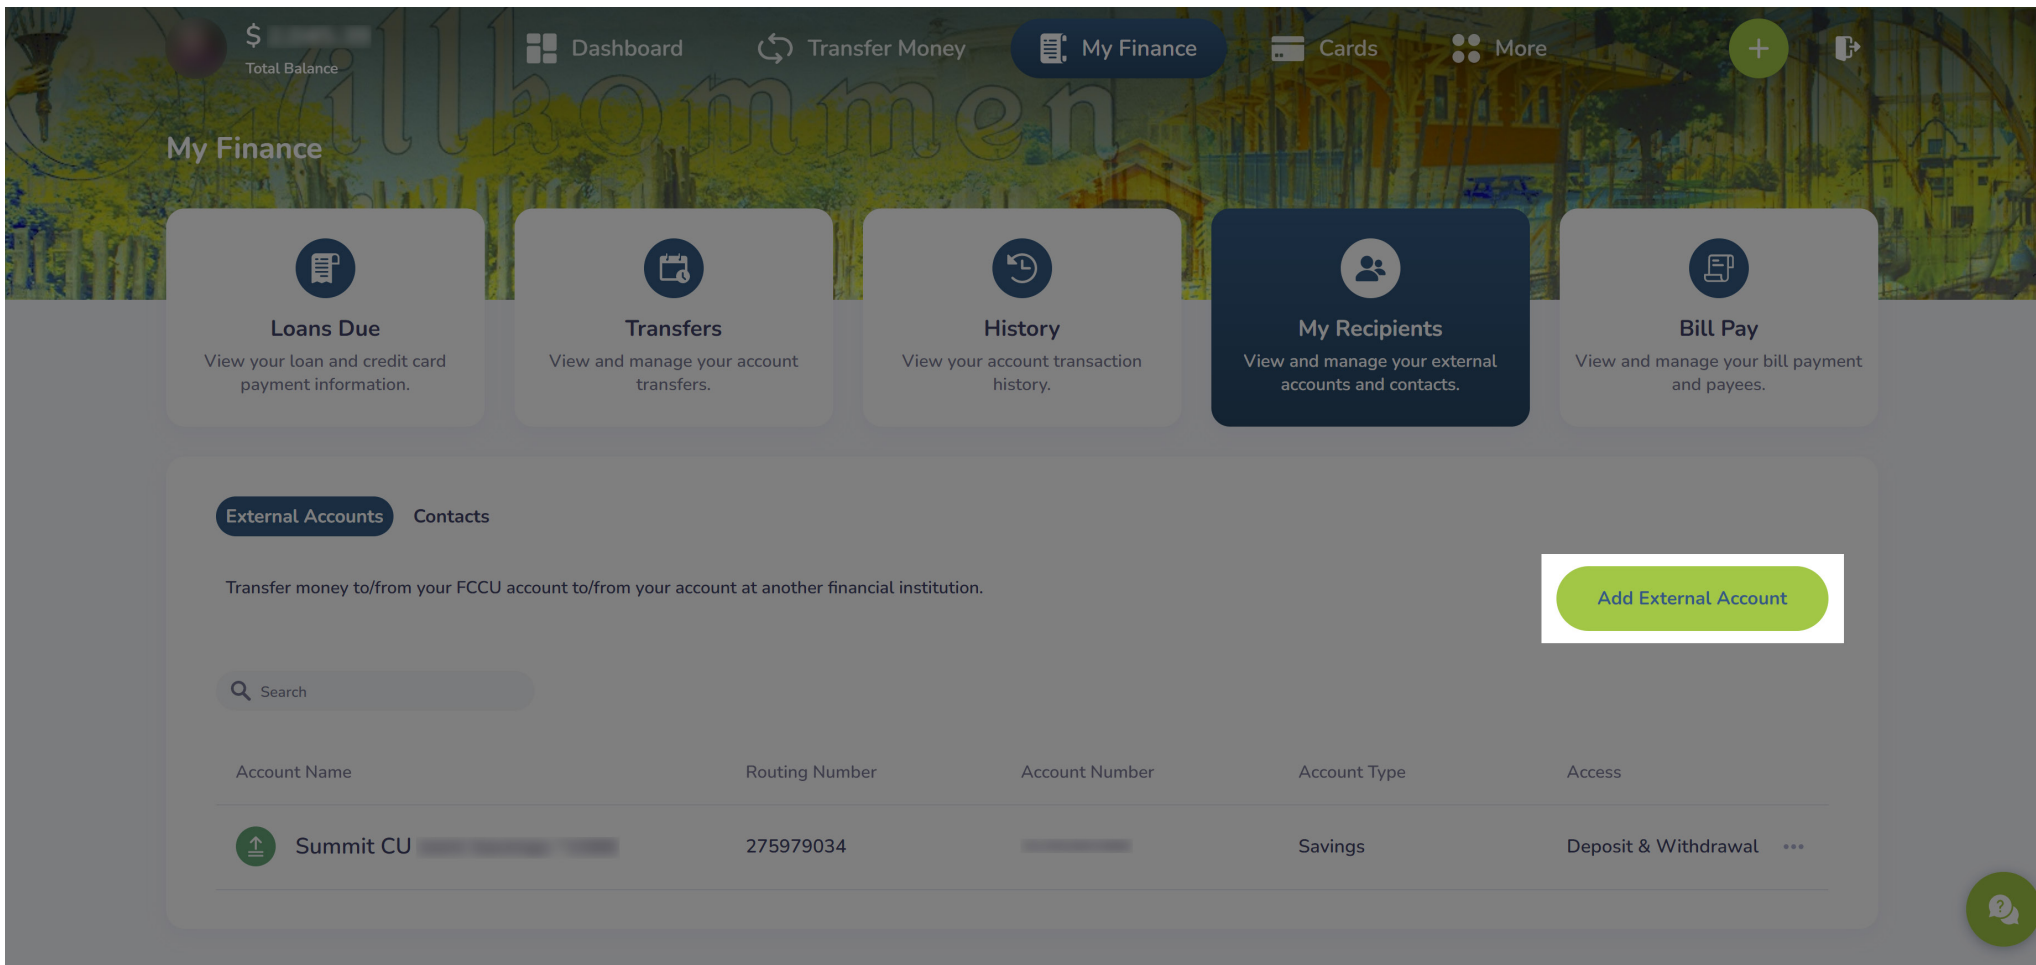 $
Total Balance
Dashboard
Transfer Money
My Finance
Cards
More
Willkommen
My Finance
Loans Due
View your loan and credit card
payment information.
Transfers
View and manage your account
transfers.
History
View your account transaction
history.
My Recipients
View and manage your external
accounts and contacts.
Bill Pay
View and manage your bill payment
and payees.
External Accounts
Contacts
Transfer money to/from your FCCU account to/from your account at another financial institution.
Add External Account
Search
Account Name
Routing Number
Account Number
Account Type
Access
Summit CU
275979034
Savings
Deposit & Withdrawal